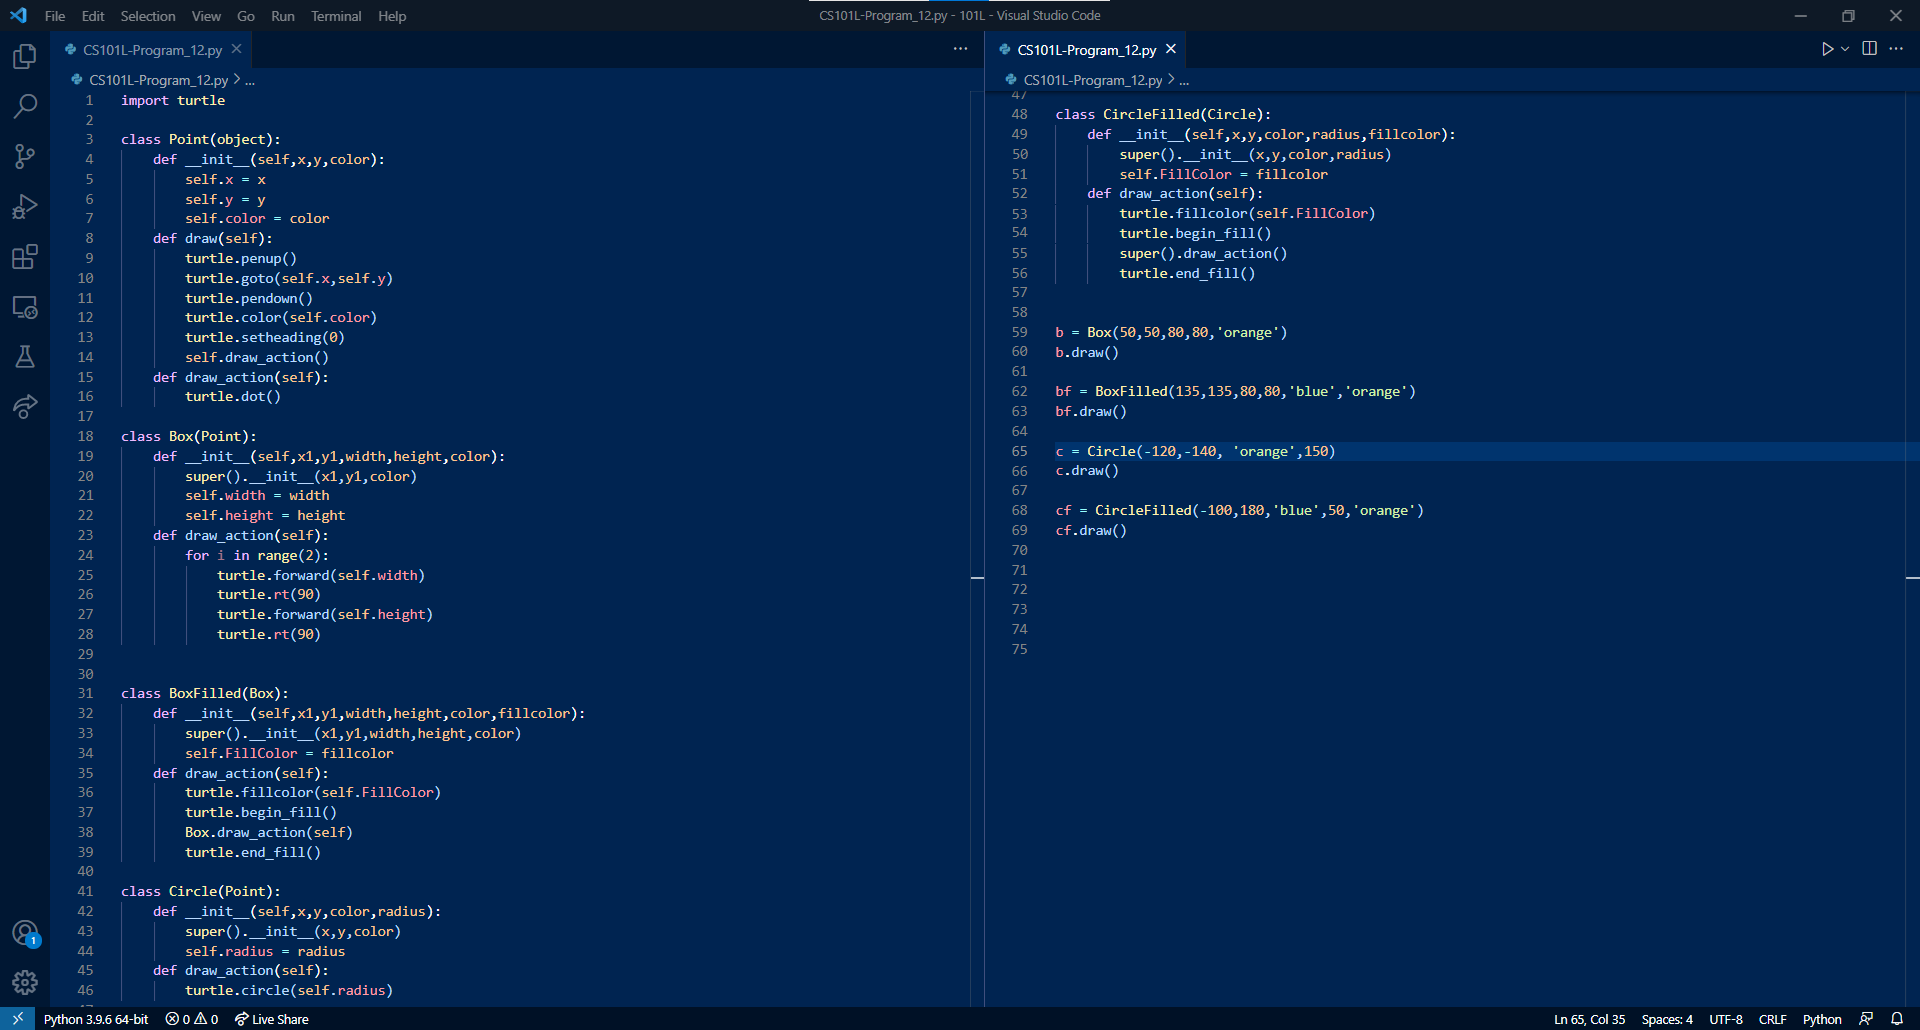 File Edit Selection View Go Run Terminal Help
CS101L-Program_12.py - 101L - Visual Studio Code
CS101L-Program_12.py
CS101L-Program_12.py > ...
1 import turtle
2
3 class Point(object):
4     def __init__(self,x,y,color):
5         self.x = x
6         self.y = y
7         self.color = color
8     def draw(self):
9         turtle.penup()
10         turtle.goto(self.x,self.y)
11         turtle.pendown()
12         turtle.color(self.color)
13         turtle.setheading(0)
14         self.draw_action()
15     def draw_action(self):
16         turtle.dot()
17
18 class Box(Point):
19     def __init__(self,x1,y1,width,height,color):
20         super().__init__(x1,y1,color)
21         self.width = width
22         self.height = height
23     def draw_action(self):
24         for i in range(2):
25             turtle.forward(self.width)
26             turtle.rt(90)
27             turtle.forward(self.height)
28             turtle.rt(90)
29
30
31 class BoxFilled(Box):
32     def __init__(self,x1,y1,width,height,color,fillcolor):
33         super().__init__(x1,y1,width,height,color)
34         self.FillColor = fillcolor
35     def draw_action(self):
36         turtle.fillcolor(self.FillColor)
37         turtle.begin_fill()
38         Box.draw_action(self)
39         turtle.end_fill()
40
41 class Circle(Point):
42     def __init__(self,x,y,color,radius):
43         super().__init__(x,y,color)
44         self.radius = radius
45     def draw_action(self):
46         turtle.circle(self.radius)
CS101L-Program_12.py
CS101L-Program_12.py > ...
47
48 class CircleFilled(Circle):
49     def __init__(self,x,y,color,radius,fillcolor):
50         super().__init__(x,y,color,radius)
51         self.FillColor = fillcolor
52     def draw_action(self):
53         turtle.fillcolor(self.FillColor)
54         turtle.begin_fill()
55         super().draw_action()
56         turtle.end_fill()
57
58
59 b = Box(50,50,80,80,'orange')
60 b.draw()
61
62 bf = BoxFilled(135,135,80,80,'blue','orange')
63 bf.draw()
64
65 c = Circle(-120,-140, 'orange',150)
66 c.draw()
67
68 cf = CircleFilled(-100,180,'blue',50,'orange')
69 cf.draw()
70
71
72
73
74
75
1
Python 3.9.6 64-bit 0 0 Live Share
Ln 65, Col 35 Spaces: 4 UTF-8 CRLF Python